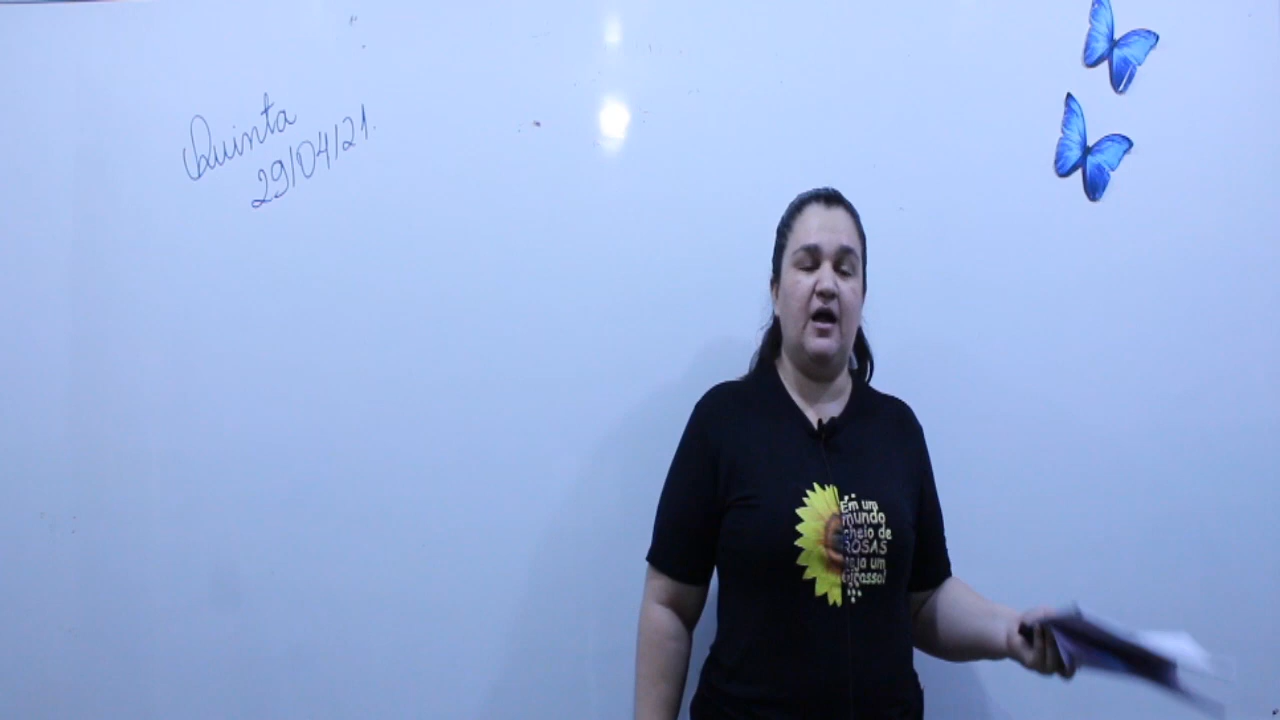 Quinta
29/04/21.
Em um
mundo
cheio de
ROSAS
seja um
girassol